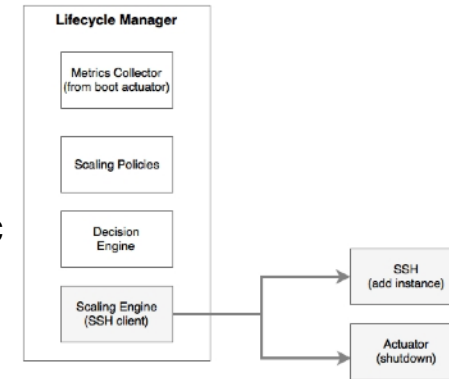 Lifecycle Manager
Metrics Collector
(from boot actuator)
Scaling Policies
Decision
Engine
Scaling Engine
(SSH client)
SSH
(add instance)
Actuator
(shutdown)